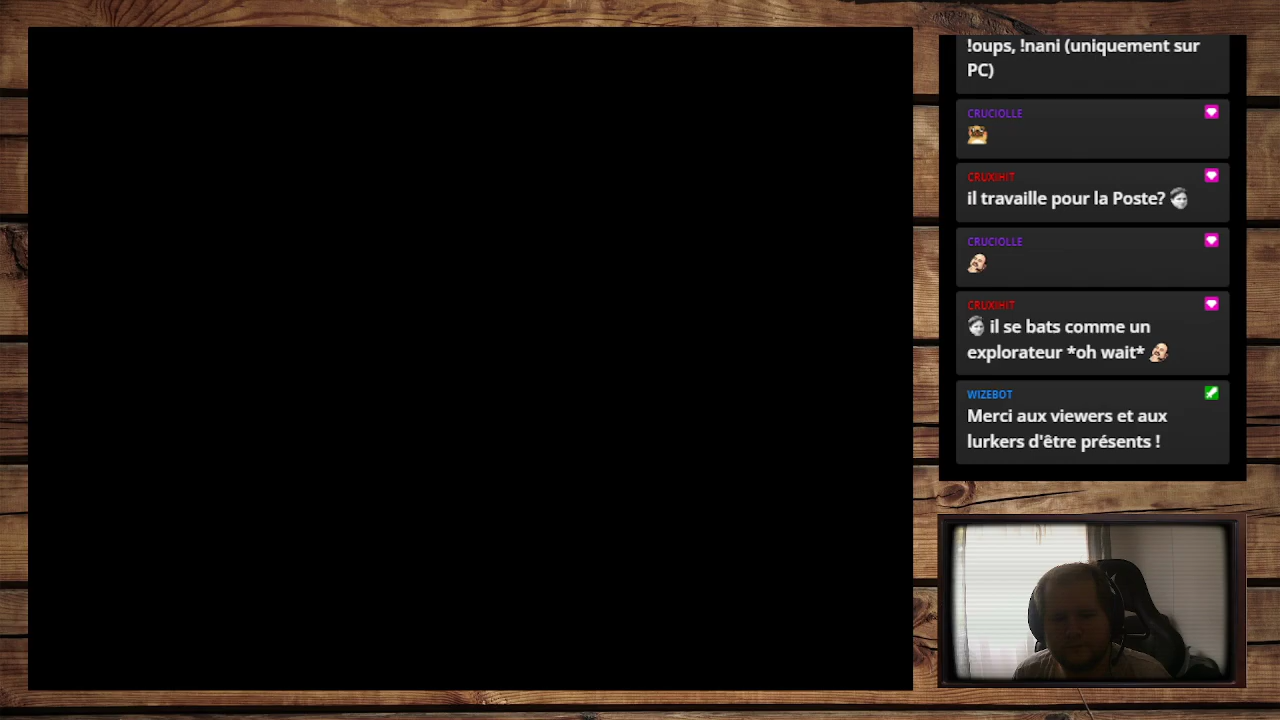 !oups, !nani (uniquement sur
PC)
CRUCIOLLE
CRUXIHIT
il travaille pour la Poste?
CRUCIOLLE
CRUXIHIT
il se bats comme un
explorateur *oh wait*
WIZEBOT
Merci aux viewers et aux
lurkers d'être présents !